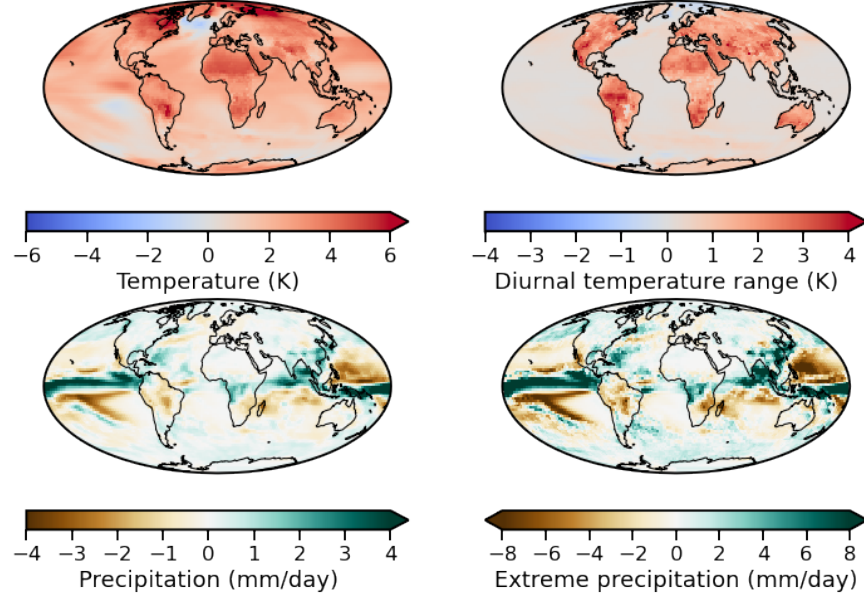 −6 −4 −2 0 2 4 6
Temperature (K)
−4 −3 −2 −1 0 1 2 3 4
Diurnal temperature range (K)
−4 −3 −2 −1 0 1 2 3 4
Precipitation (mm/day)
−8 −6 −4 −2 0 2 4 6 8
Extreme precipitation (mm/day)